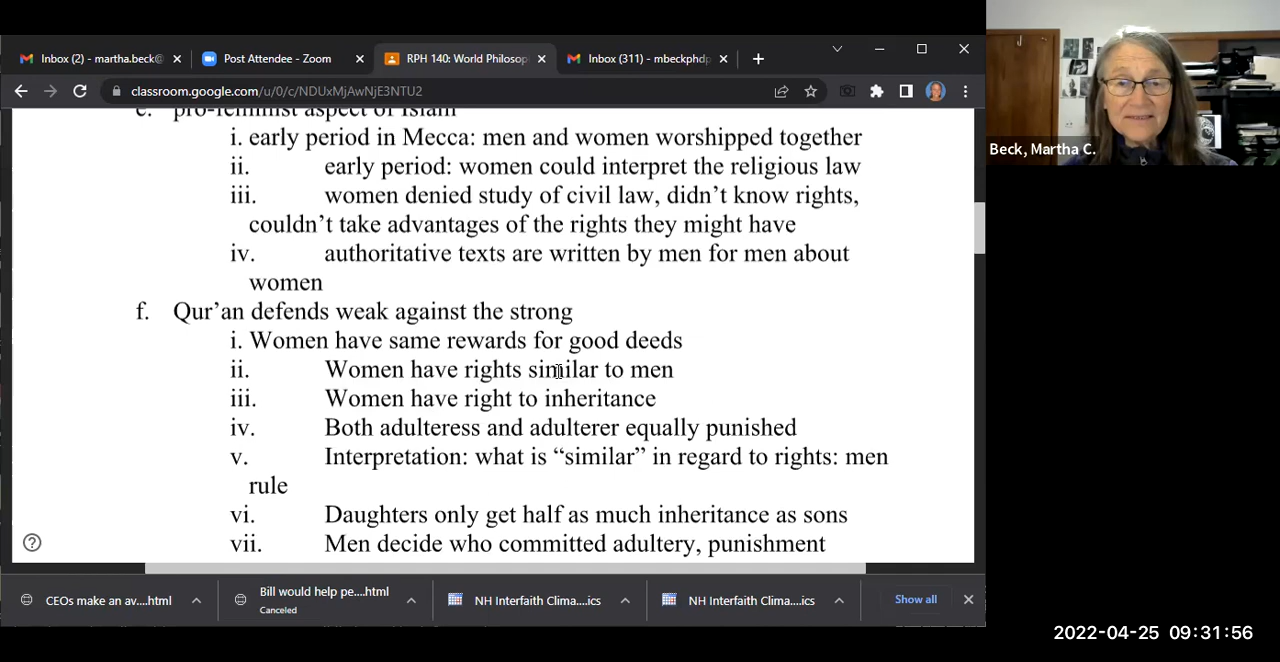 Inbox (2) - martha.beck@
Post Attendee - Zoom
RPH 140: World Philosop
Inbox (311) - mbeckphdp
classroom.google.com/u/0/c/NDUxMjAwNjE3NTU2
e. pro-feminist aspect of Islam
i. early period in Mecca: men and women worshipped together
ii. early period: women could interpret the religious law
iii. women denied study of civil law, didn’t know rights,
couldn’t take advantages of the rights they might have
iv. authoritative texts are written by men for men about
women
f. Qur’an defends weak against the strong
i. Women have same rewards for good deeds
ii. Women have rights similar to men
iii. Women have right to inheritance
iv. Both adulteress and adulterer equally punished
v. Interpretation: what is “similar” in regard to rights: men
rule
vi. Daughters only get half as much inheritance as sons
vii. Men decide who committed adultery, punishment
CEOs make an av....html
Bill would help pe....html
Canceled
NH Interfaith Clima....ics
NH Interfaith Clima....ics
Show all
Beck, Martha C.
2022-04-25 09:31:56